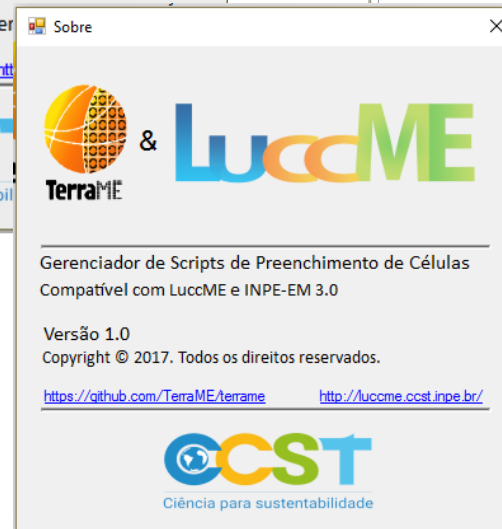 Sobre
TerraME
&
LuccME
Gerenciador de Scripts de Preenchimento de Células
Compatível com LuccME e INPE-EM 3.0
Versão 1.0
Copyright © 2017. Todos os direitos reservados.
https://github.com/TerraME/terrame http://luccme.ccst.inpe.br/
CCST
Ciência para sustentabilidade